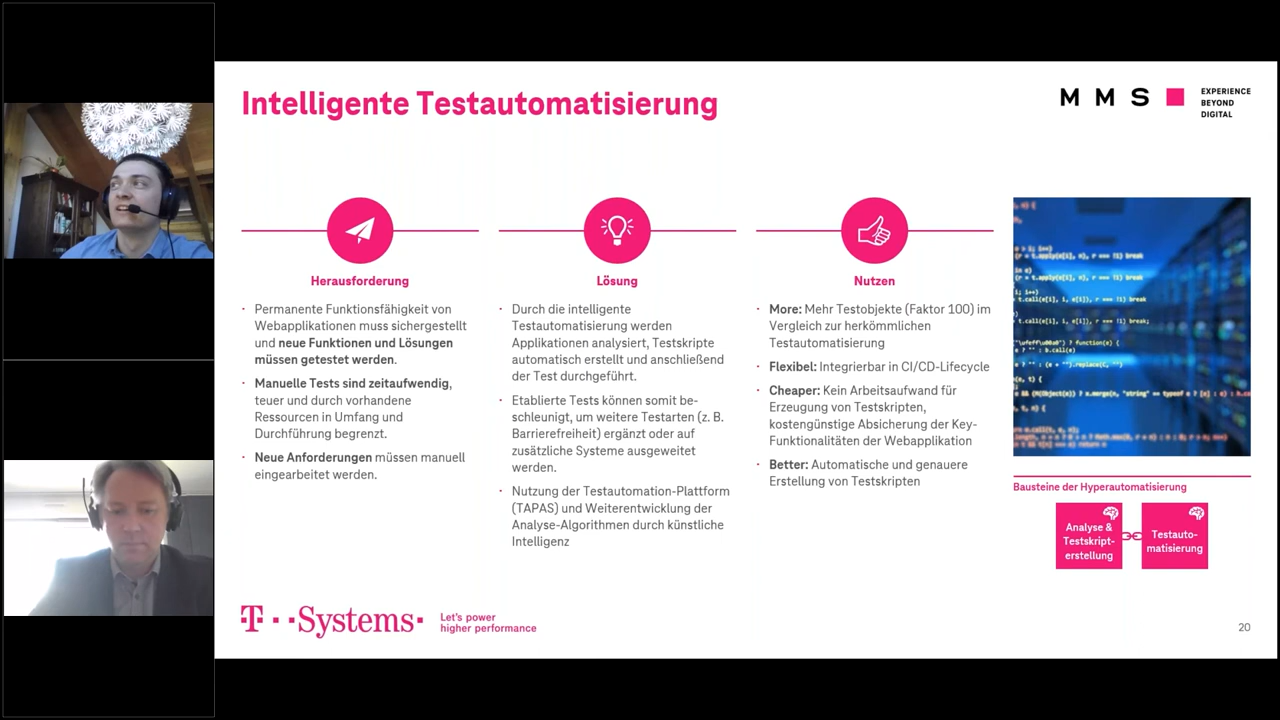 Intelligente Testautomatisierung
M M S
EXPERIENCE
BEYOND
DIGITAL
Herausforderung
• Permanente Funktionsfähigkeit von
Webapplikationen muss sichergestellt
und neue Funktionen und Lösungen
müssen getestet werden.
• Manuelle Tests sind zeitaufwendig,
teuer und durch vorhandene
Ressourcen in Umfang und
Durchführung begrenzt.
• Neue Anforderungen müssen manuell
eingearbeitet werden.
Lösung
• Durch die intelligente
Testautomatisierung werden
Applikationen analysiert, Testskripte
automatisch erstellt und anschließend
der Test durchgeführt.
• Etablierte Tests können somit be-
schleunigt, um weitere Testarten (z. B.
Barrierefreiheit) ergänzt oder auf
zusätzliche Systeme ausgeweitet
werden.
• Nutzung der Testautomation-Plattform
(TAPAS) und Weiterentwicklung der
Analyse-Algorithmen durch künstliche
Intelligenz
Nutzen
• More: Mehr Testobjekte (Faktor 100) im
Vergleich zur herkömmlichen
Testautomatisierung
• Flexibel: Integrierbar in CI/CD-Lifecycle
• Cheaper: Kein Arbeitsaufwand für
Erzeugung von Testskripten,
kostengünstige Absicherung der Key-
Funktionalitäten der Webapplikation
• Better: Automatische und genauere
Erstellung von Testskripten
Bausteine der Hyperautomatisierung
Analyse &
Testskript-
erstellung
Testauto-
matisierung
T··Systems·
Let's power
higher performance
20